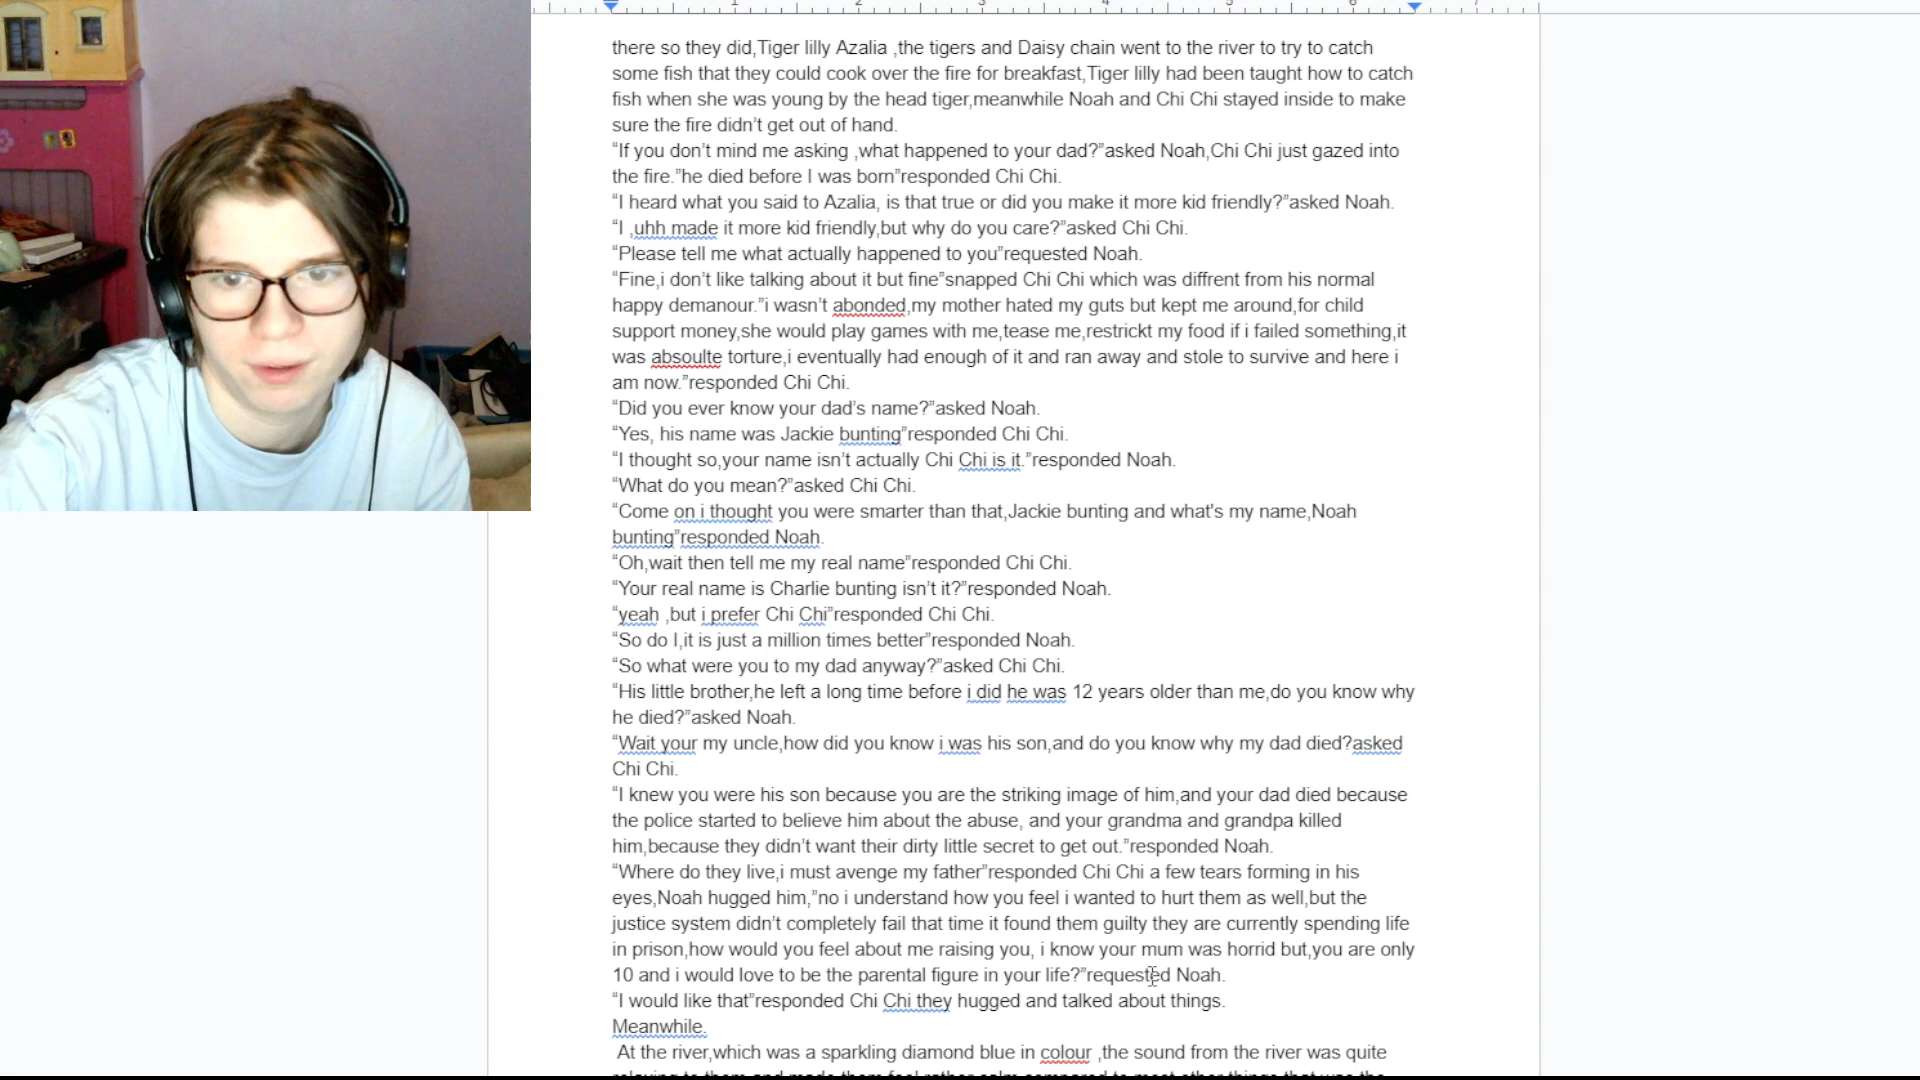 1 2 3 4 5 6 7
there so they did,Tiger lilly Azalia ,the tigers and Daisy chain went to the river to try to catch
some fish that they could cook over the fire for breakfast,Tiger lilly had been taught how to catch
fish when she was young by the head tiger,meanwhile Noah and Chi Chi stayed inside to make
sure the fire didn’t get out of hand.
“If you don’t mind me asking ,what happened to your dad?”asked Noah,Chi Chi just gazed into
the fire.”he died before I was born”responded Chi Chi.
“I heard what you said to Azalia, is that true or did you make it more kid friendly?”asked Noah.
“I ,uhh made it more kid friendly,but why do you care?”asked Chi Chi.
“Please tell me what actually happened to you”requested Noah.
“Fine,i don’t like talking about it but fine”snapped Chi Chi which was diffrent from his normal
happy demanour.”i wasn’t abonded,my mother hated my guts but kept me around,for child
support money,she would play games with me,tease me,restrickt my food if i failed something,it
was absoulte torture,i eventually had enough of it and ran away and stole to survive and here i
am now.”responded Chi Chi.
“Did you ever know your dad’s name?”asked Noah.
“Yes, his name was Jackie bunting”responded Chi Chi.
“I thought so,your name isn’t actually Chi Chi is it.”responded Noah.
“What do you mean?”asked Chi Chi.
“Come on i thought you were smarter than that,Jackie bunting and what's my name,Noah
bunting”responded Noah.
“Oh,wait then tell me my real name”responded Chi Chi.
“Your real name is Charlie bunting isn’t it?”responded Noah.
“yeah ,but i prefer Chi Chi”responded Chi Chi.
“So do I,it is just a million times better”responded Noah.
“So what were you to my dad anyway?”asked Chi Chi.
“His little brother,he left a long time before i did he was 12 years older than me,do you know why
he died?”asked Noah.
“Wait your my uncle,how did you know i was his son,and do you know why my dad died?asked
Chi Chi.
“I knew you were his son because you are the striking image of him,and your dad died because
the police started to believe him about the abuse, and your grandma and grandpa killed
him,because they didn’t want their dirty little secret to get out.”responded Noah.
“Where do they live,i must avenge my father”responded Chi Chi a few tears forming in his
eyes,Noah hugged him,”no i understand how you feel i wanted to hurt them as well,but the
justice system didn’t completely fail that time it found them guilty they are currently spending life
in prison,how would you feel about me raising you, i know your mum was horrid but,you are only
10 and i would love to be the parental figure in your life?”requested Noah.
“I would like that”responded Chi Chi they hugged and talked about things.
Meanwhile.
At the river,which was a sparkling diamond blue in colour ,the sound from the river was quite